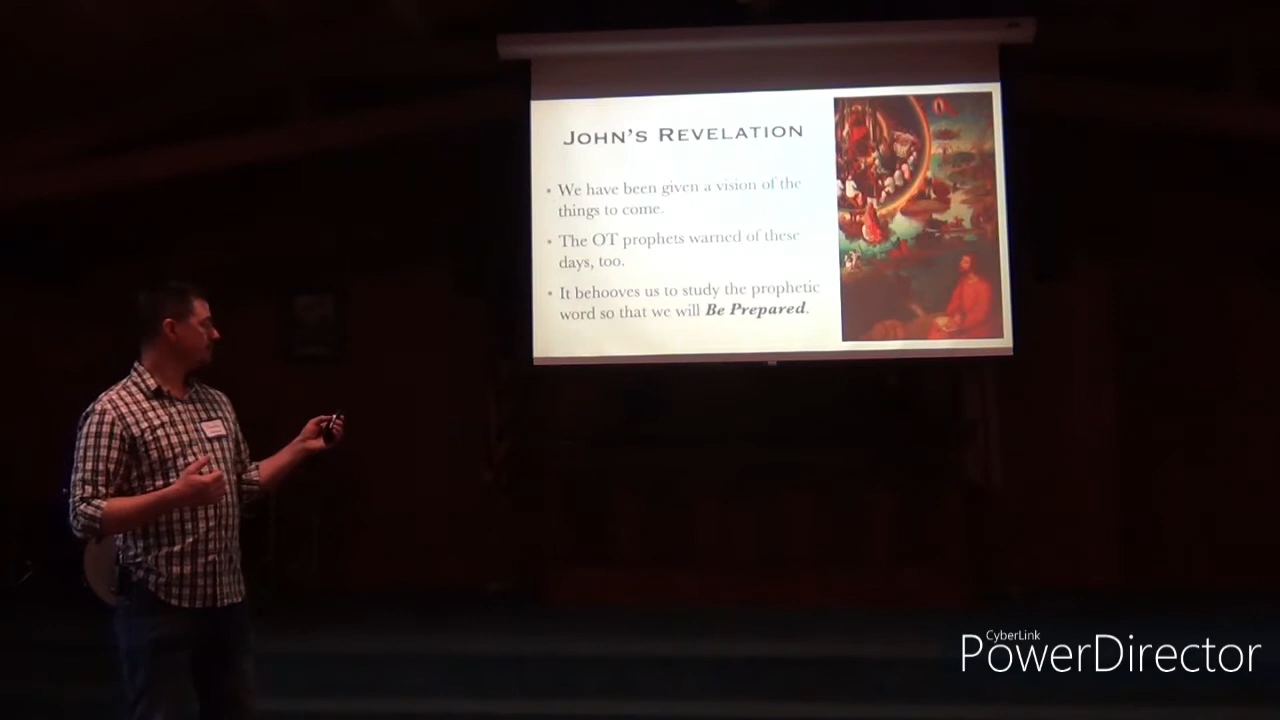 JOHN'S REVELATION
• We have been given a vision of the
things to come.
• The OT prophets warned of these
days, too.
• It behooves us to study the prophetic
word so that we will Be Prepared.
CyberLink
PowerDirector